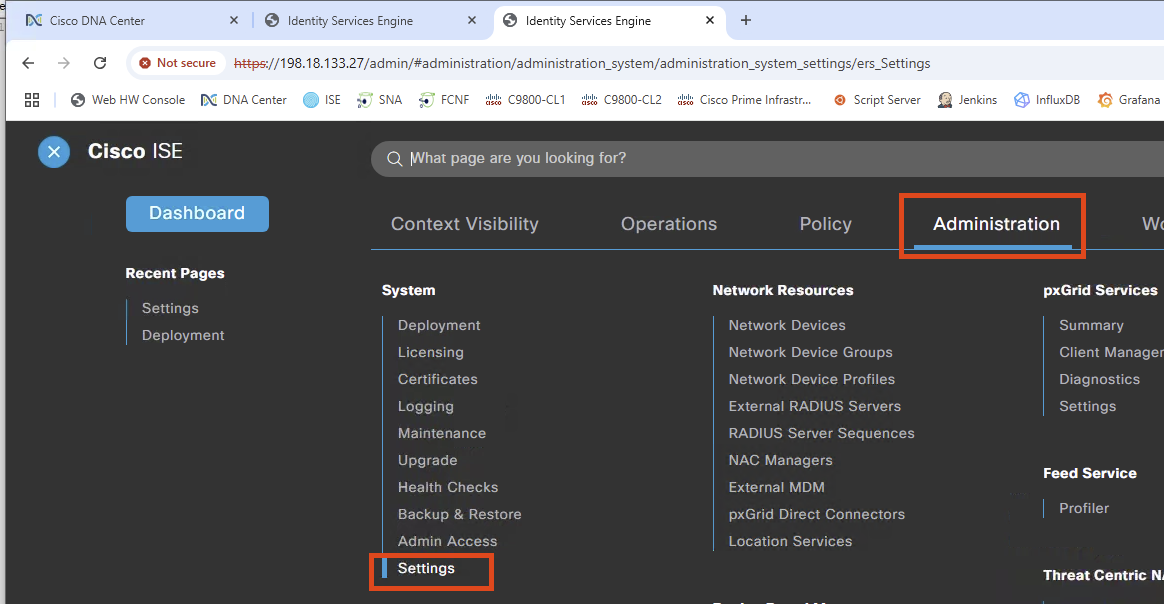 Cisco DNA Center
Identity Services Engine
Identity Services Engine
Not secure https://198.18.133.27/admin/#administration/administration_system/administration_system_settings/ers_Settings
Web HW Console DNA Center ISE SNA FCNF C9800-CL1 C9800-CL2 Cisco Prime Infrastr... Script Server Jenkins InfluxDB Grafana
Cisco ISE
What page are you looking for?
Dashboard
Recent Pages
Settings
Deployment
Context Visibility Operations Policy Administration
System
Deployment
Licensing
Certificates
Logging
Maintenance
Upgrade
Health Checks
Backup & Restore
Admin Access
Settings
Network Resources
Network Devices
Network Device Groups
Network Device Profiles
External RADIUS Servers
RADIUS Server Sequences
NAC Managers
External MDM
pxGrid Direct Connectors
Location Services
pxGrid Services
Summary
Client Manager
Diagnostics
Settings
Feed Service
Profiler
Threat Centric